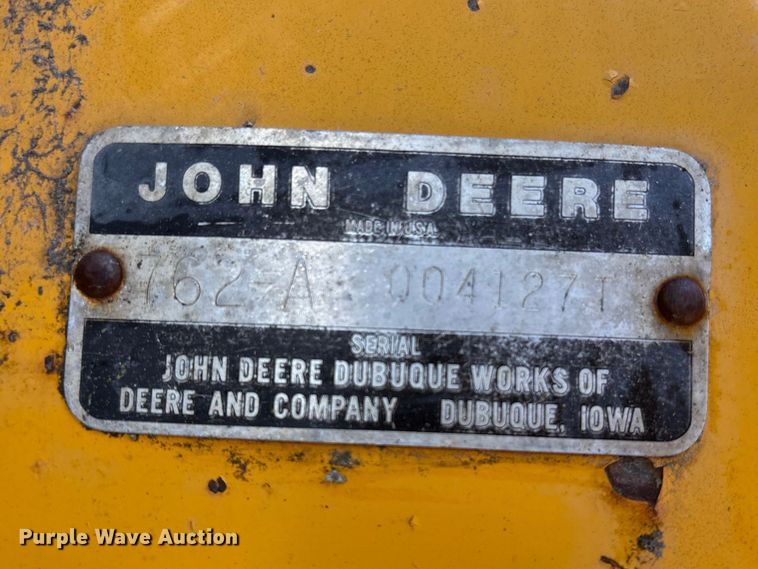 JOHN DEERE
MADE IN U.S.A.
762-A 004127T
SERIAL
JOHN DEERE DUBUQUE WORKS OF
DEERE AND COMPANY DUBUQUE, IOWA
Purple Wave Auction